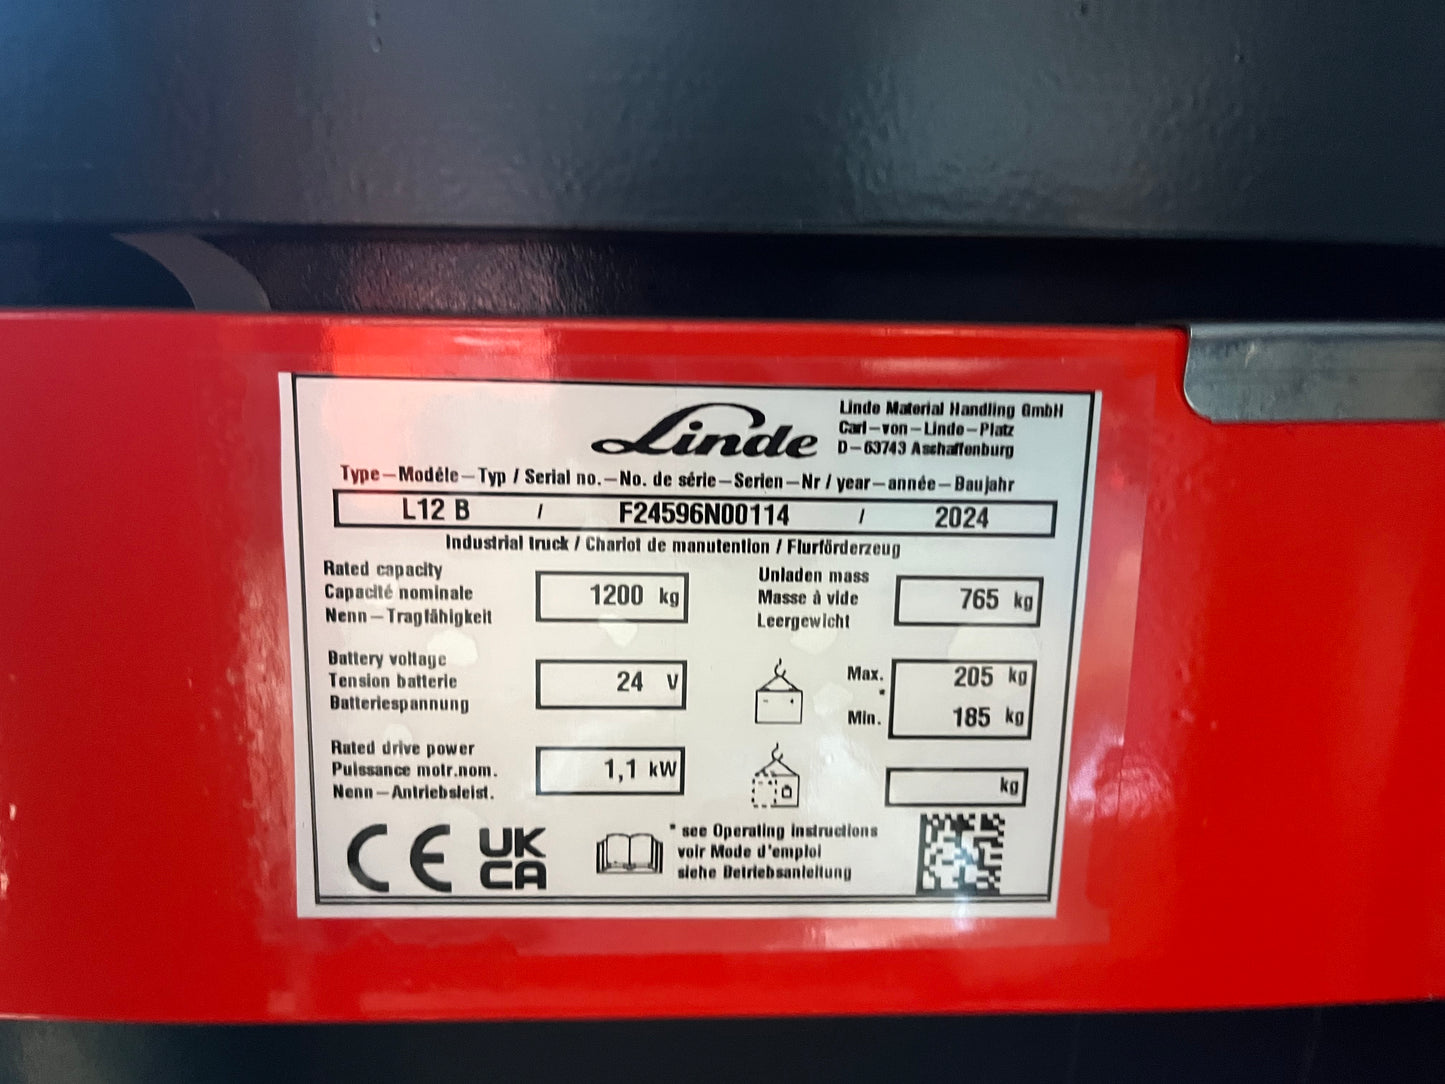 Linde
Linde Material Handling GmbH
Carl-von-Linde-Platz
D-63743 Aschaffenburg
Type-Modèle-Typ / Serial no.-No. de série-Serien-Nr / year-année-Baujahr
L12 B / F24596N00114 / 2024
Industrial truck / Chariot de manutention / Flurförderzeug
Rated capacity
Capacité nominale
Nenn-Tragfähigkeit
1200 kg
Unladen mass
Masse à vide
Leergewicht
765 kg
Battery voltage
Tension batterie
Batteriespannung
24 V
Max. 205 kg
*
Min. 185 kg
Rated drive power
Puissance motr.nom.
Nenn-Antriebsleist.
1,1 kW
kg
CE UK
CA
* see Operating instructions
voir Mode d'emploi
siehe Betriebsanleitung